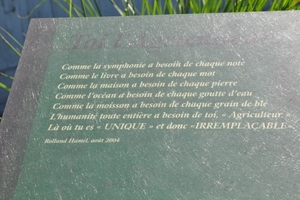 Comme la symphonie a besoin de chaque note
Comme le livre a besoin de chaque mot
Comme la maison a besoin de chaque pierre
Comme l'océan a besoin de chaque goutte d'eau
Comme la moisson a besoin de chaque grain de blé
L'humanité toute entière a besoin de toi, « Agriculteur »
Là où tu es « UNIQUE » et donc «IRREMPLAÇABLE»
Rolland août 2004